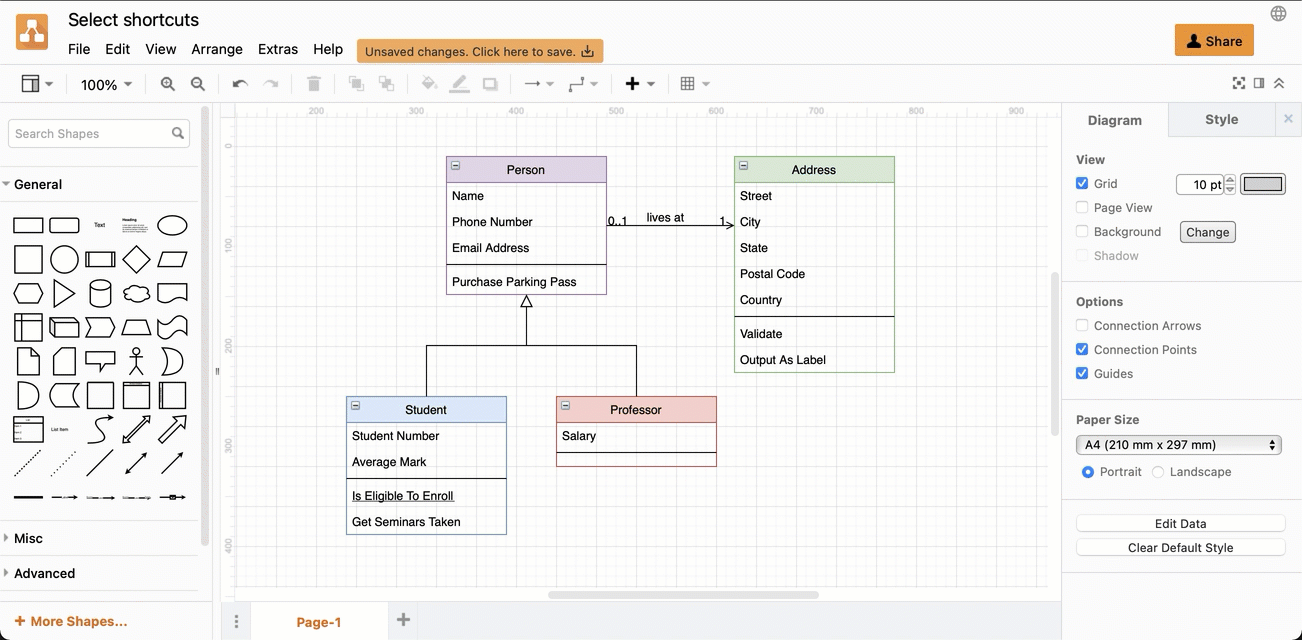 Select shortcuts
File Edit View Arrange Extras Help Unsaved changes. Click here to save.
Share
100%
Search Shapes
General
Text
Heading
List Item
Misc
Advanced
+ More Shapes...
200 300 400 500 600 700 800 900
0
100
200
300
400
Person
Name
Phone Number
Email Address
Purchase Parking Pass
0..1 lives at 1
Address
Street
City
State
Postal Code
Country
Validate
Output As Label
Student
Student Number
Average Mark
Is Eligible To Enroll
Get Seminars Taken
Professor
Salary
Page-1
Diagram Style
View
Grid 10 pt
Page View
Background Change
Shadow
Options
Connection Arrows
Connection Points
Guides
Paper Size
A4 (210 mm x 297 mm)
Portrait Landscape
Edit Data
Clear Default Style